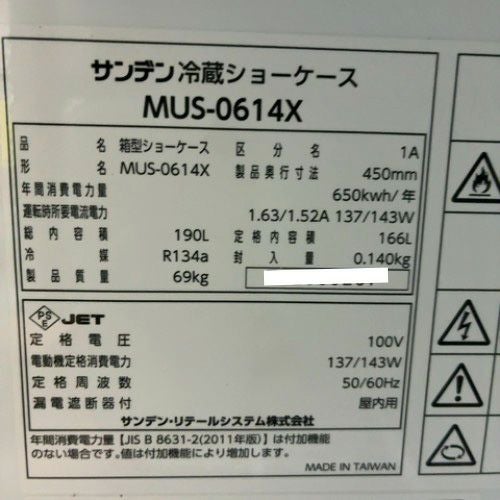 サンデン冷蔵ショーケース
MUS-0614X
品名 箱型ショーケース 区分名 1A
形名 MUS-0614X 製品奥行寸法 450mm
年間消費電力量 650kwh/年
運転時所要電流電力 1.63/1.52A 137/143W
総内容積 190L 定格内容積 166L
冷媒 R134a 封入量 0.140kg
製品質量 69kg
PSE JET
定格電圧 100V
電動機定格消費電力 137/143W
定格周波数 50/60Hz
漏電遮断器付 屋内用
サンデン・リテールシステム株式会社
年間消費電力量【JIS B 8631-2(2011年版)】は付加機能
のない場合です。値は付加機能により増加します。
MADE IN TAIWAN